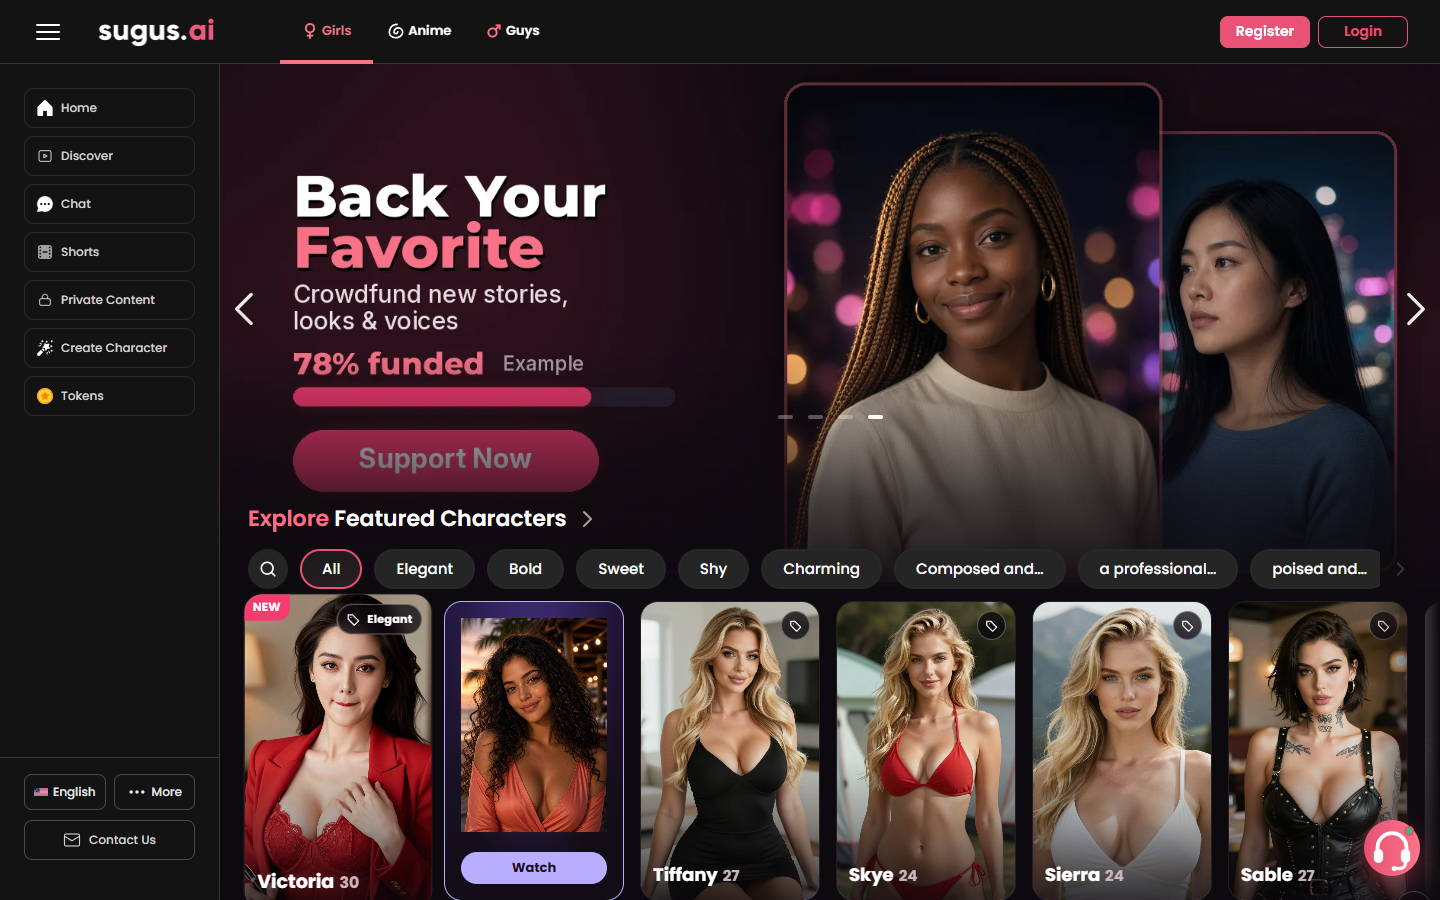 sugus.ai
Girls
Anime
Guys
Register
Login
Home
Discover
Chat
Shorts
Private Content
Create Character
Tokens
English
More
Contact Us
Back Your
Favorite
Crowdfund new stories,
looks & voices
78% funded Example
Support Now
Explore Featured Characters
All
Elegant
Bold
Sweet
Shy
Charming
Composed and...
a professional...
poised and...
NEW
Elegant
Victoria 30
Watch
Tiffany 27
Skye 24
Sierra 24
Sable 27